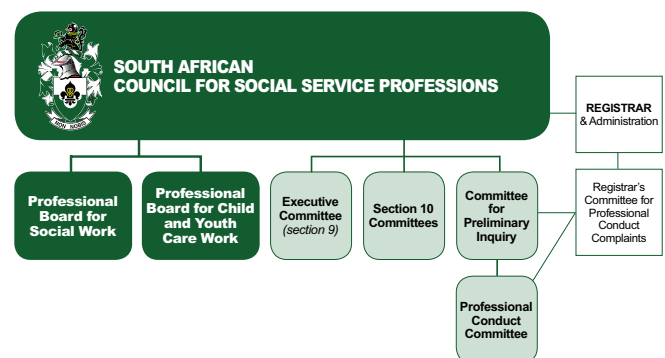 SOUTH AFRICAN
COUNCIL FOR SOCIAL SERVICE PROFESSIONS
NON NOBIS
REGISTRAR
& Administration
Professional
Board for
Social Work
Professional
Board for Child
and Youth
Care Work
Executive
Committee
(section 9)
Section 10
Committees
Committee
for
Preliminary
Inquiry
Registrar's
Committee for
Professional
Conduct
Complaints
Professional
Conduct
Committee